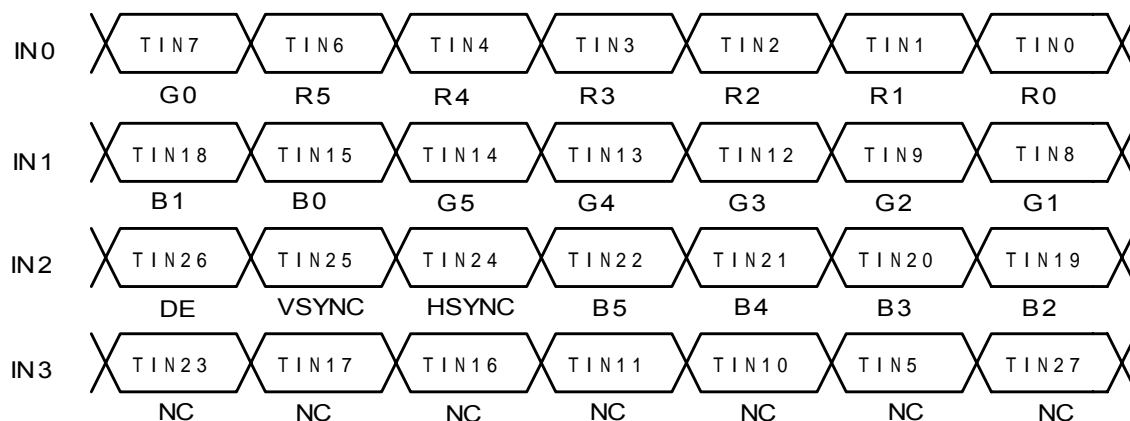 IN0 TIN7 TIN6 TIN4 TIN3 TIN2 TIN1 TIN0
G0 R5 R4 R3 R2 R1 R0
IN1 TIN18 TIN15 TIN14 TIN13 TIN12 TIN9 TIN8
B1 B0 G5 G4 G3 G2 G1
IN2 TIN26 TIN25 TIN24 TIN22 TIN21 TIN20 TIN19
DE VSYNC HSYNC B5 B4 B3 B2
IN3 TIN23 TIN17 TIN16 TIN11 TIN10 TIN5 TIN27
NC NC NC NC NC NC NC